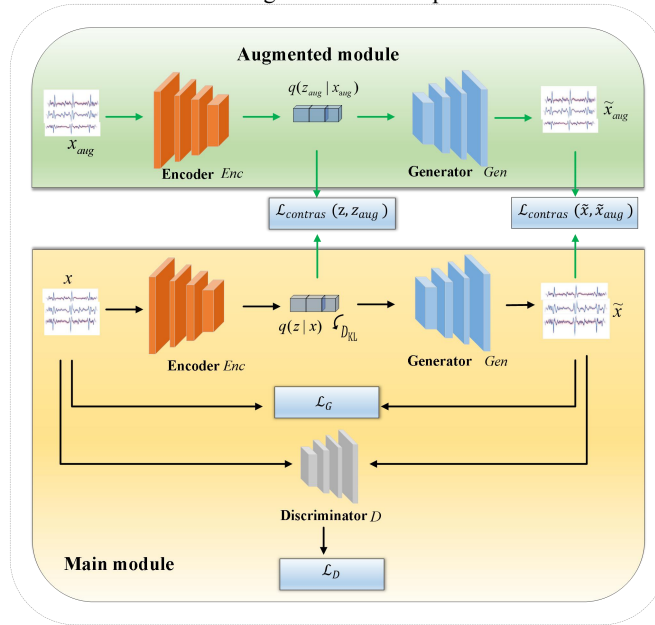 Augmented module
q(z_aug | x_aug)
x_aug
x̃_aug
Encoder Enc
Generator Gen
ℒ_contras (z, z_aug )
ℒ_contras (x̃, x̃_aug )
x
x̃
q(z | x)
D_KL
Encoder Enc
Generator Gen
ℒ_G
Discriminator D
Main module
ℒ_D